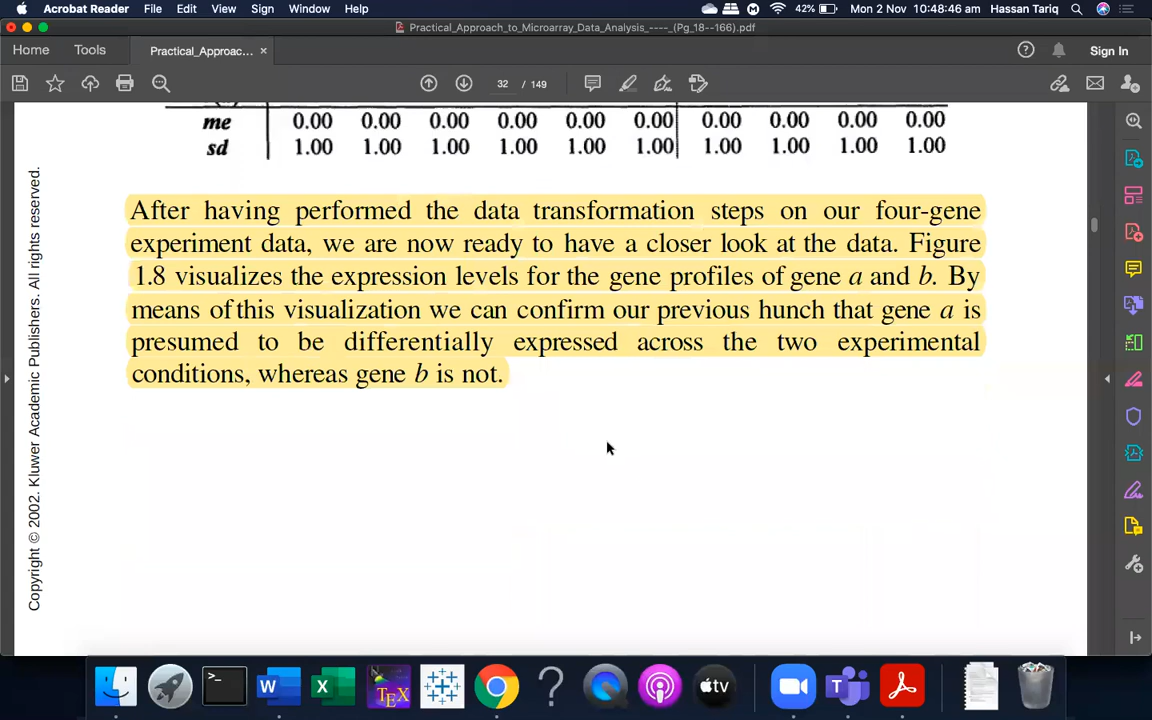 Acrobat Reader File Edit View Sign Window Help 42% Mon 2 Nov 10:48:46 am Hassan Tariq
Practical_Approach_to_Microarray_Data_Analysis_----_(Pg_18--166).pdf
Home Tools Practical_Approac... × Sign In
32 / 149
me 0.00 0.00 0.00 0.00 0.00 0.00 0.00 0.00 0.00 0.00
sd 1.00 1.00 1.00 1.00 1.00 1.00 1.00 1.00 1.00 1.00
After having performed the data transformation steps on our four-gene
experiment data, we are now ready to have a closer look at the data. Figure
1.8 visualizes the expression levels for the gene profiles of gene a and b. By
means of this visualization we can confirm our previous hunch that gene a is
presumed to be differentially expressed across the two experimental
conditions, whereas gene b is not.
Copyright © 2002. Kluwer Academic Publishers. All rights reserved.
>_ W X TEX ? tv T